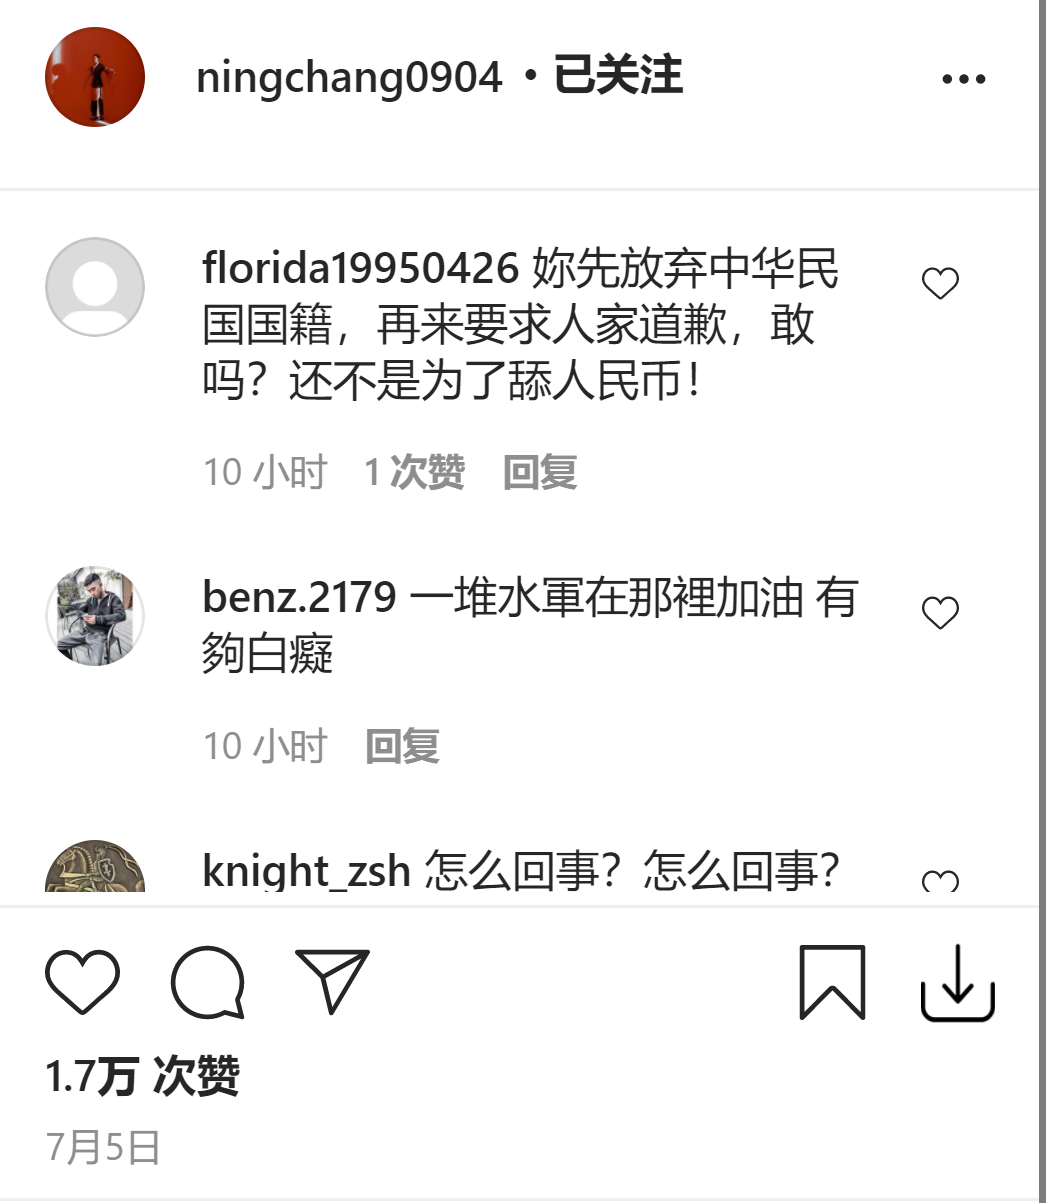 ningchang0904 • 已关注
florida19950426 妳先放弃中华民
国国籍，再来要求人家道歉，敢
吗？还不是为了舔人民币！
10 小时 1 次赞 回复
benz.2179 一堆水軍在那裡加油 有
夠白癡
10 小时 回复
knight_zsh 怎么回事？怎么回事？
1.7万 次赞
7月5日